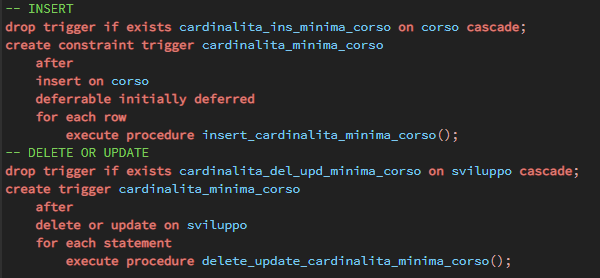 -- INSERT
drop trigger if exists cardinalita_ins_minima_corso on corso cascade;
create constraint trigger cardinalita_minima_corso
    after
    insert on corso
    deferrable initially deferred
    for each row
        execute procedure insert_cardinalita_minima_corso();
-- DELETE OR UPDATE
drop trigger if exists cardinalita_del_upd_minima_corso on sviluppo cascade;
create trigger cardinalita_minima_corso
    after
    delete or update on sviluppo
    for each statement
        execute procedure delete_update_cardinalita_minima_corso();